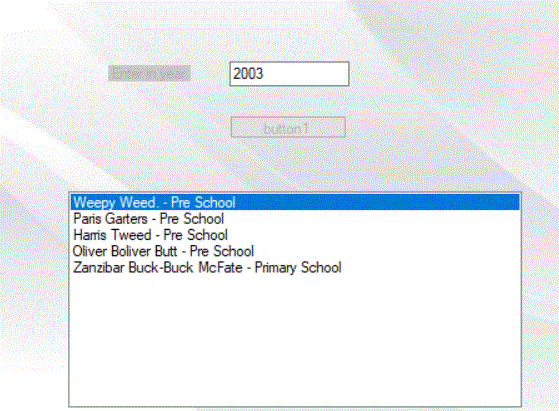 Enter in year
2003
button1
Weepy Weed. - Pre School
Paris Garters - Pre School
Harris Tweed - Pre School
Oliver Boliver Butt - Pre School
Zanzibar Buck-Buck McFate - Primary School